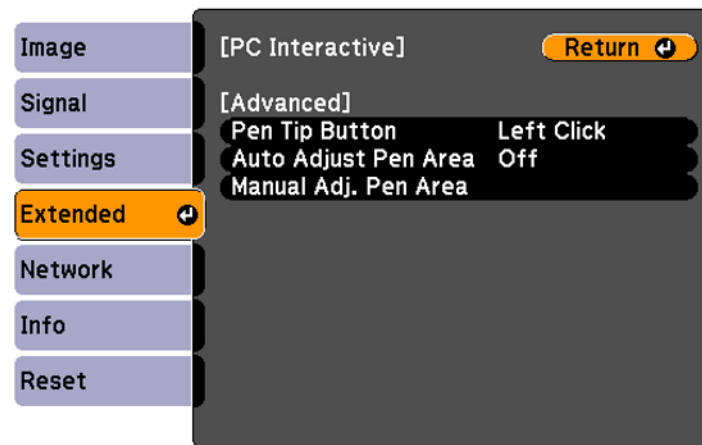 Image
Signal
Settings
Extended
Network
Info
Reset
[PC Interactive] Return
[Advanced]
Pen Tip Button Left Click
Auto Adjust Pen Area Off
Manual Adj. Pen Area